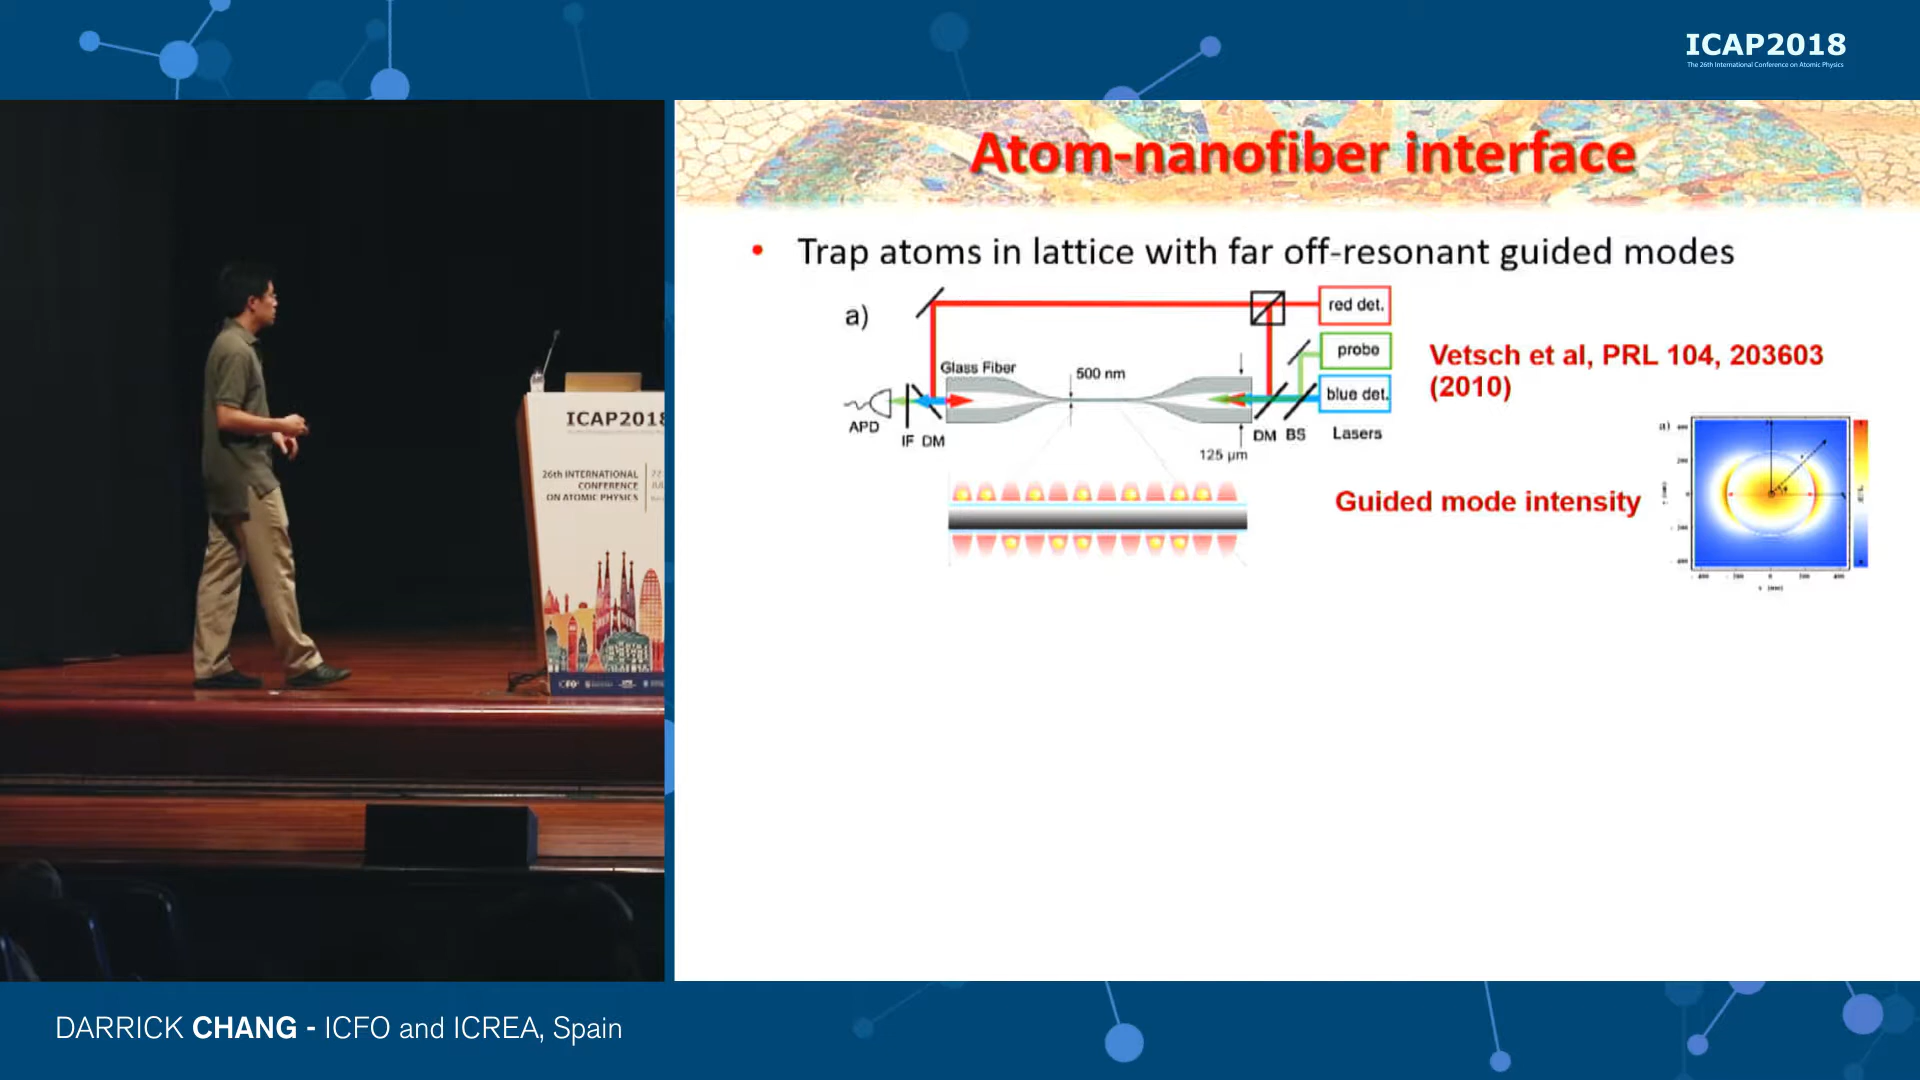 ICAP2018
The 26th International Conference on Atomic Physics
Atom-nanofiber interface
• Trap atoms in lattice with far off-resonant guided modes
a)
red det.
probe
blue det.
Glass Fiber
500 nm
APD
IF DM
DM BS
Lasers
125 µm
Vetsch et al, PRL 104, 203603
(2010)
Guided mode intensity
a)
ICAP2018
26th INTERNATIONAL
CONFERENCE
ON ATOMIC PHYSICS
ICFO
DARRICK CHANG - ICFO and ICREA, Spain